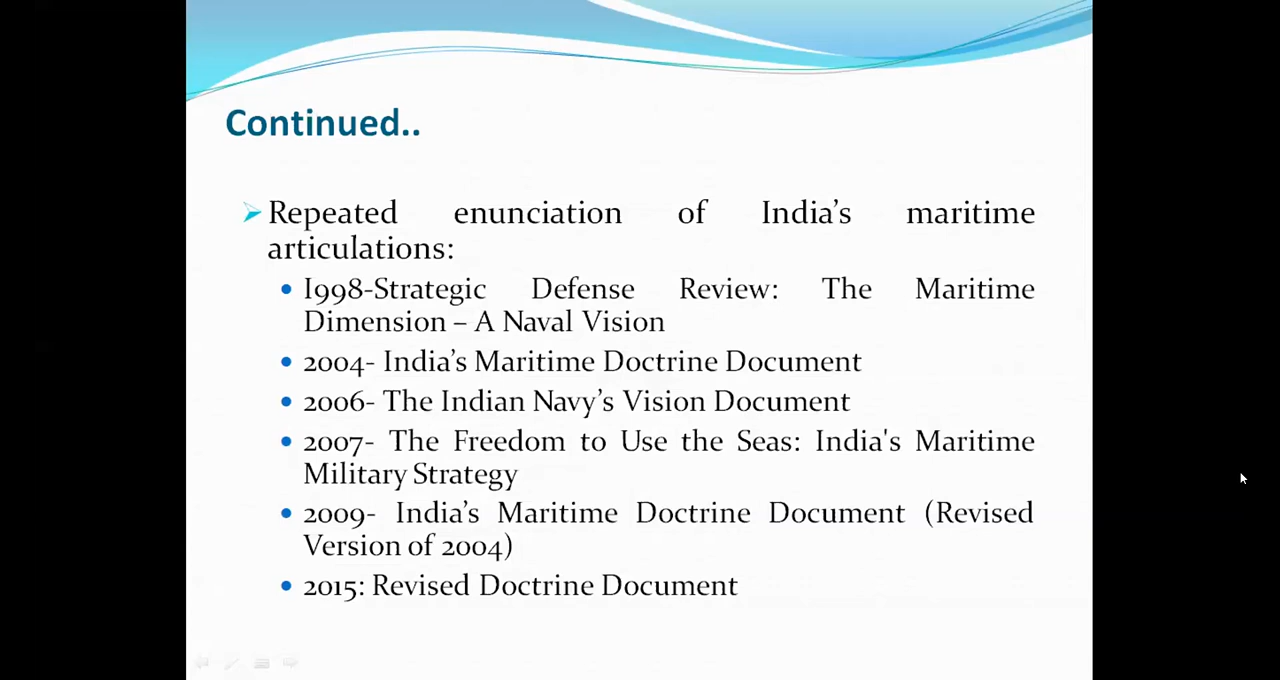 Continued..
Repeated enunciation of India’s maritime
articulations:
1998-Strategic Defense Review: The Maritime
Dimension – A Naval Vision
2004- India’s Maritime Doctrine Document
2006- The Indian Navy’s Vision Document
2007- The Freedom to Use the Seas: India's Maritime
Military Strategy
2009- India’s Maritime Doctrine Document (Revised
Version of 2004)
2015: Revised Doctrine Document